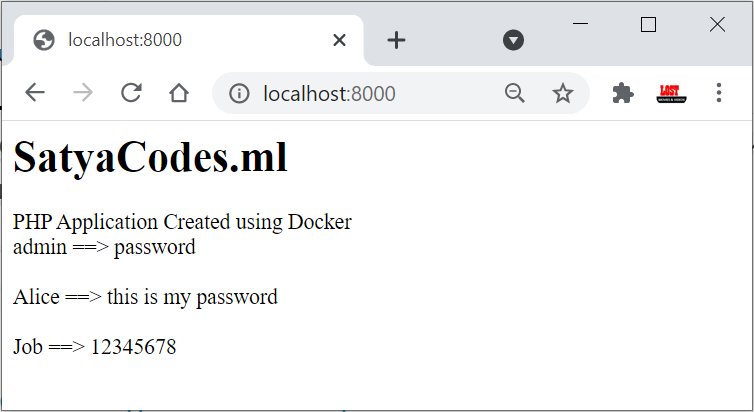 localhost:8000
localhost:8000
LOST
SatyaCodes.ml
PHP Application Created using Docker
admin ==> password
Alice ==> this is my password
Job ==> 12345678